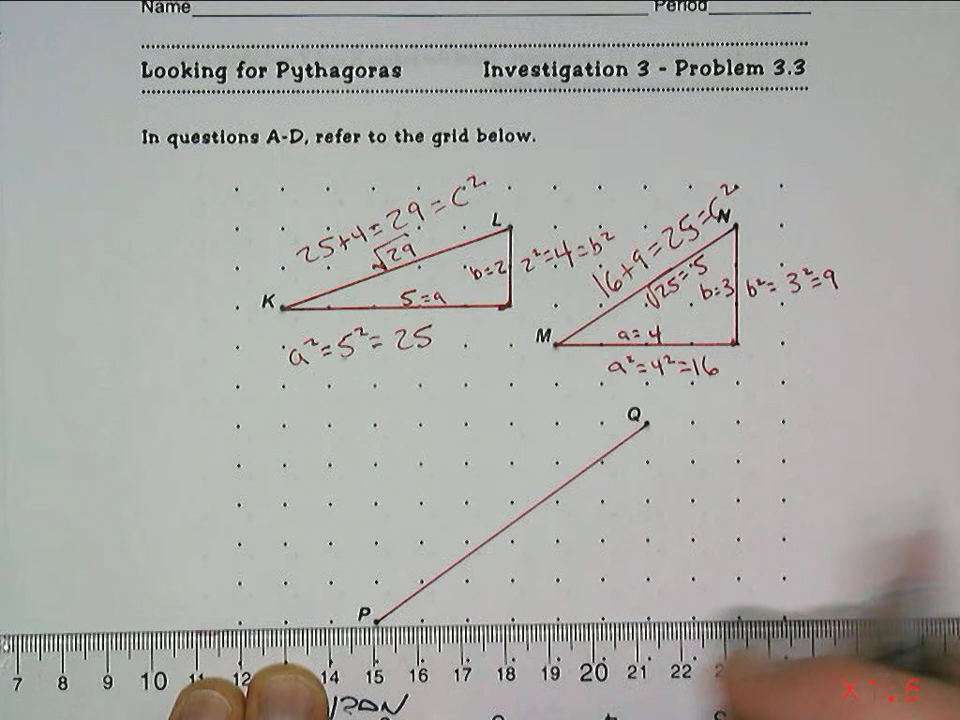 Name Period
Looking for Pythagoras Investigation 3 - Problem 3.3
In questions A-D, refer to the grid below.
25+4=29=C²
√29
L
b=2
2²=4=b²
K
5=a
a²=5²=25
16+9=25=C²
N
√25=5
b=3
b²=3²=9
M
a=4
a²=4²=16
Q
P
7 8 9 10 11 12 14 15 16 17 18 19 20 21 22
X1.6